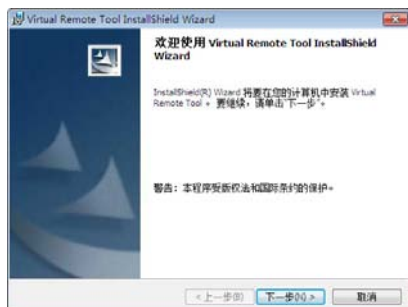 Virtual Remote Tool InstallShield Wizard
欢迎使用 Virtual Remote Tool InstallShield
Wizard
InstallShield(R) Wizard 将要在您的计算机中安装 Virtual
Remote Tool 。 要继续，请单击“下一步”。
警告：本程序受版权法和国际条约的保护。
<上一步(B)
下一步(N) >
取消